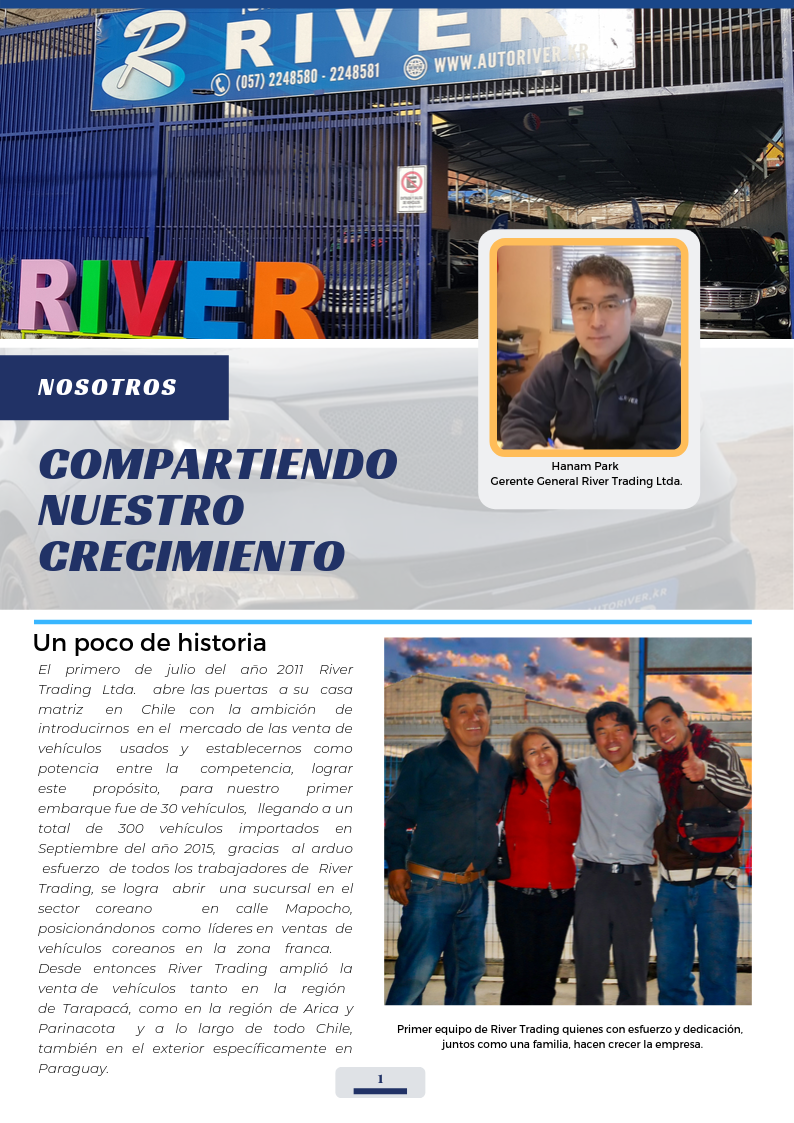 RIVER
(057) 2248580 - 2248581
WWW.AUTORIVER.KR
E
RIVER
NOSOTROS
COMPARTIENDO
NUESTRO
CRECIMIENTO
Hanam Park
Gerente General River Trading Ltda.
AUTORIVER.KR
Un poco de historia
El primero de julio del año 2011 River
Trading Ltda. abre las puertas a su casa
matriz en Chile con la ambición de
introducirnos en el mercado de las venta de
vehículos usados y establecernos como
potencia entre la competencia, lograr
este propósito, para nuestro primer
embarque fue de 30 vehículos, llegando a un
total de 300 vehículos importados en
Septiembre del año 2015, gracias al arduo
esfuerzo de todos los trabajadores de River
Trading, se logra abrir una sucursal en el
sector coreano en calle Mapocho,
posicionándonos como líderes en ventas de
vehículos coreanos en la zona franca.
Desde entonces River Trading amplió la
venta de vehículos tanto en la región
de Tarapacá, como en la región de Arica y
Parinacota y a lo largo de todo Chile,
también en el exterior específicamente en
Paraguay.
Primer equipo de River Trading quienes con esfuerzo y dedicación,
juntos como una familia, hacen crecer la empresa.
1